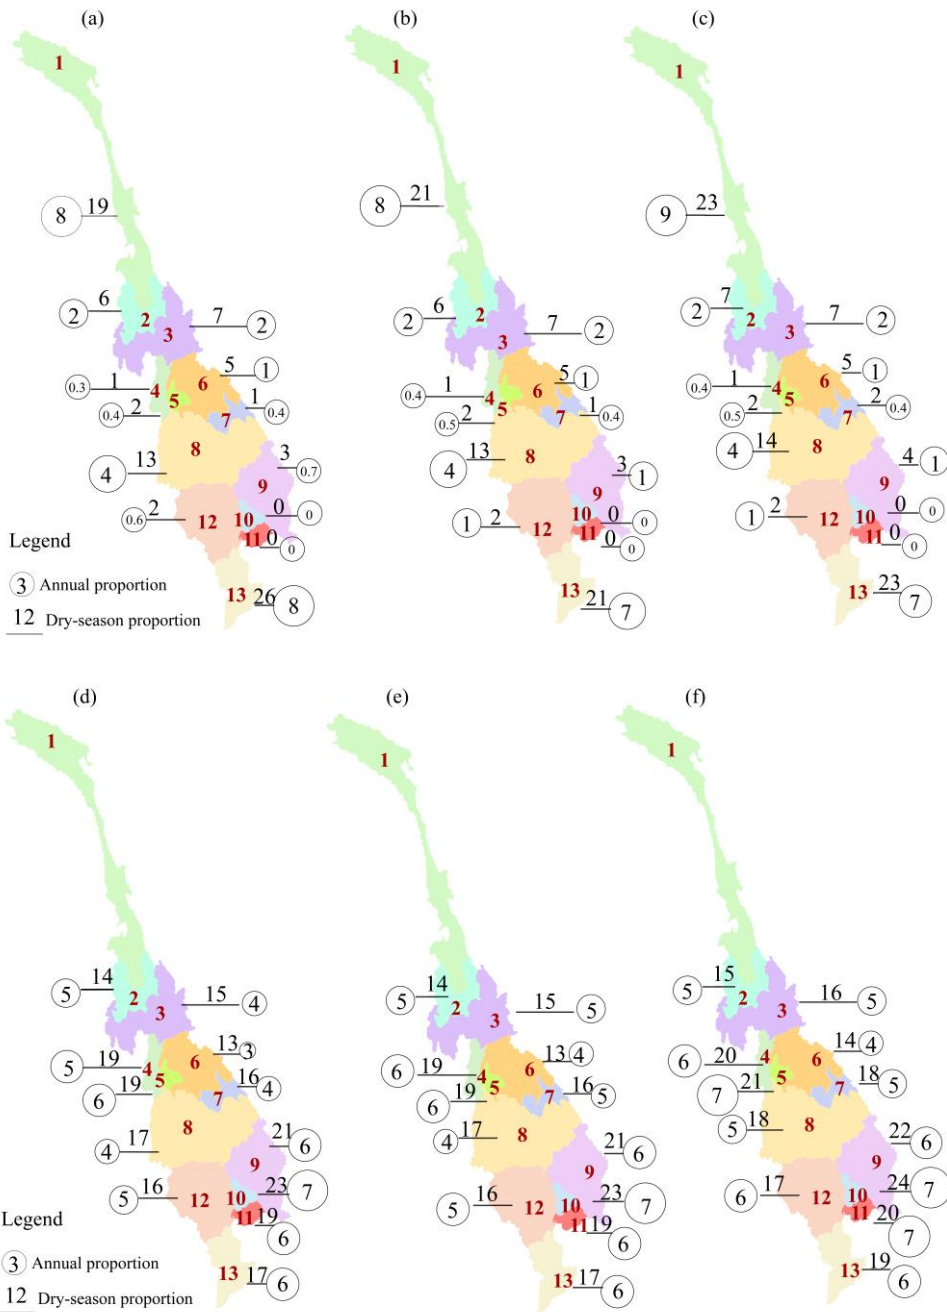 (a) (b) (c)
1 1 1
8 19 8 21 9 23
2 6 2 3 7 2
2 6 2 3 7 2
2 7 2 3 7 2
0.3 1 4 5 6 5 1
0.4 2 7 1 0.4
0.4 1 4 5 6 5 1
0.5 2 7 1 0.4
0.4 1 4 5 6 5 1
0.5 2 7 2 0.4
4 13 8 3 0.7
4 13 8 3 1
4 14 8 4 1
0.6 2 12 9 10 0 0
1 2 12 9 10 0 0
1 2 12 9 10 0 0
11 0 0
11 0 0
11 0 0
Legend
3 Annual proportion
12 Dry-season proportion
13 26 8
13 21 7
13 23 7
(d) (e) (f)
1 1 1
5 14 2 3 15 4
5 14 2 3 15 5
5 15 2 3 16 5
5 19 4 5 6 13 3
6 19 7 16 4
6 19 4 5 6 13 4
6 19 7 16 5
6 20 4 5 6 14 4
7 21 7 18 5
4 17 8 21 6
4 17 8 21 6
5 18 8 22 6
5 16 12 9 10 23 7
5 16 12 9 10 23 7
6 17 12 9 10 24 7
11 19 6
11 19 6
11 20 7
Legend
3 Annual proportion
12 Dry-season proportion
13 17 6
13 17 6
13 19 6